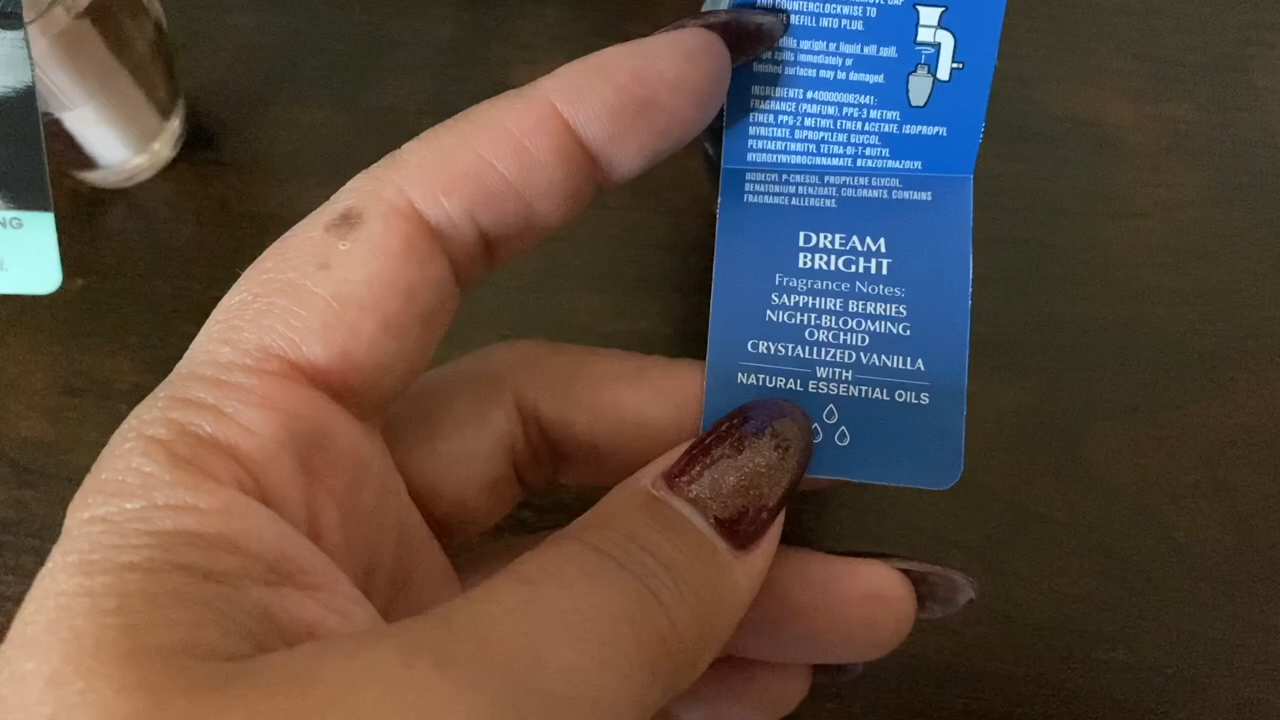 REMOVE CAP
AND COUNTERCLOCKWISE TO
REFILL INTO PLUG.
refills upright or liquid will spill.
spills immediately or
finished surfaces may be damaged.
INGREDIENTS #400000062441:
FRAGRANCE (PARFUM), PPG-3 METHYL
ETHER, PPG-2 METHYL ETHER ACETATE, ISOPROPYL
MYRISTATE, DIPROPYLENE GLYCOL,
PENTAERYTHRITYL TETRA-DI-T-BUTYL
HYDROXYHYDROCINNAMATE, BENZOTRIAZOLYL
DODECYL P-CRESOL, PROPYLENE GLYCOL,
DENATONIUM BENZOATE, COLORANTS. CONTAINS
FRAGRANCE ALLERGENS.
DREAM
BRIGHT
Fragrance Notes:
SAPPHIRE BERRIES
NIGHT-BLOOMING
ORCHID
CRYSTALLIZED VANILLA
WITH
NATURAL ESSENTIAL OILS
NG